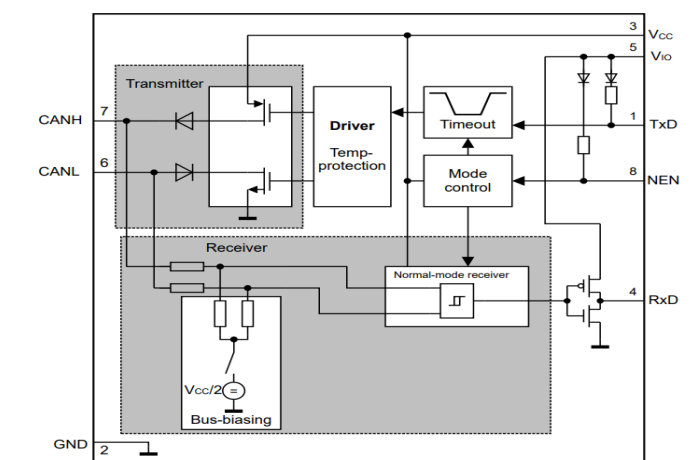 3
VCC
5
VIO
Transmitter
CANH
7
Driver
Temp-
protection
Timeout
1
TxD
CANL
6
Mode
control
8
NEN
Receiver
Normal-mode receiver
4
RxD
VCC/2
=
Bus-biasing
GND
2